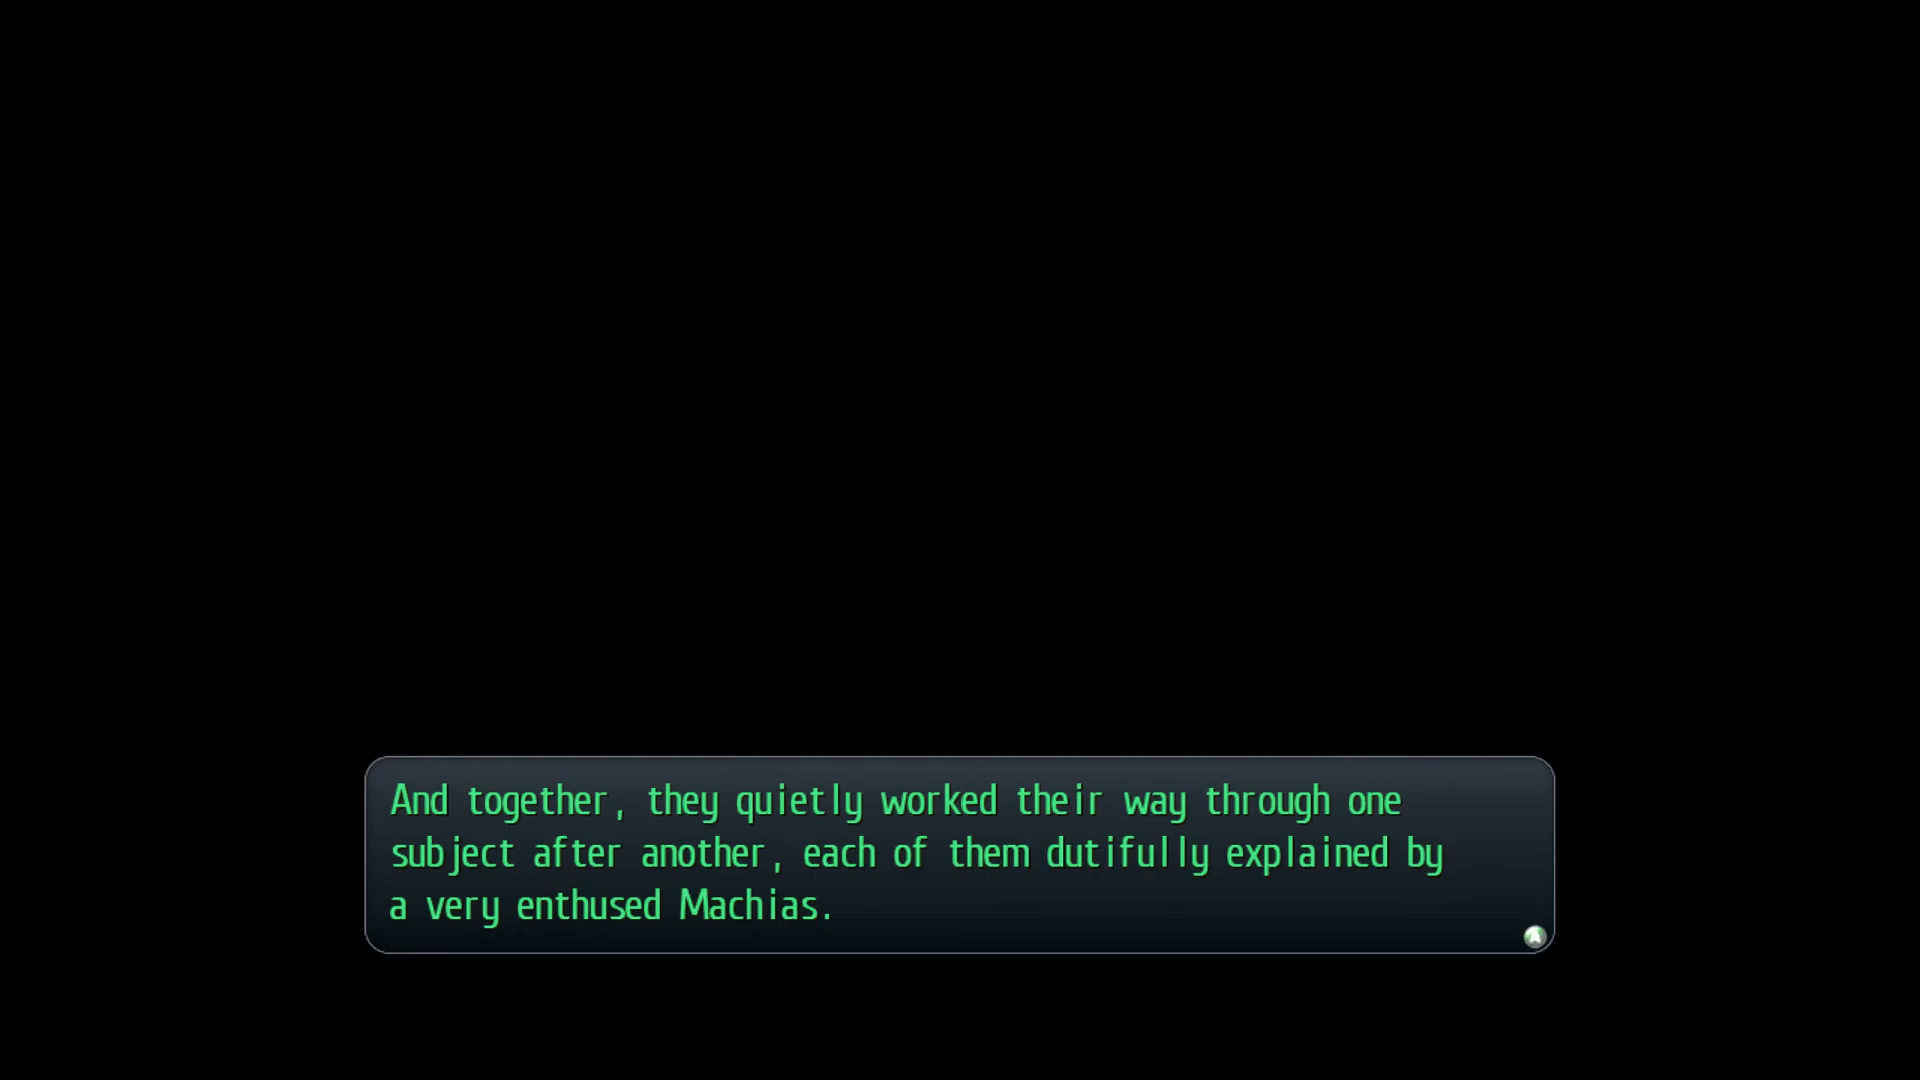 And together, they quietly worked their way through one
subject after another, each of them dutifully explained by
a very enthused Machias.
A